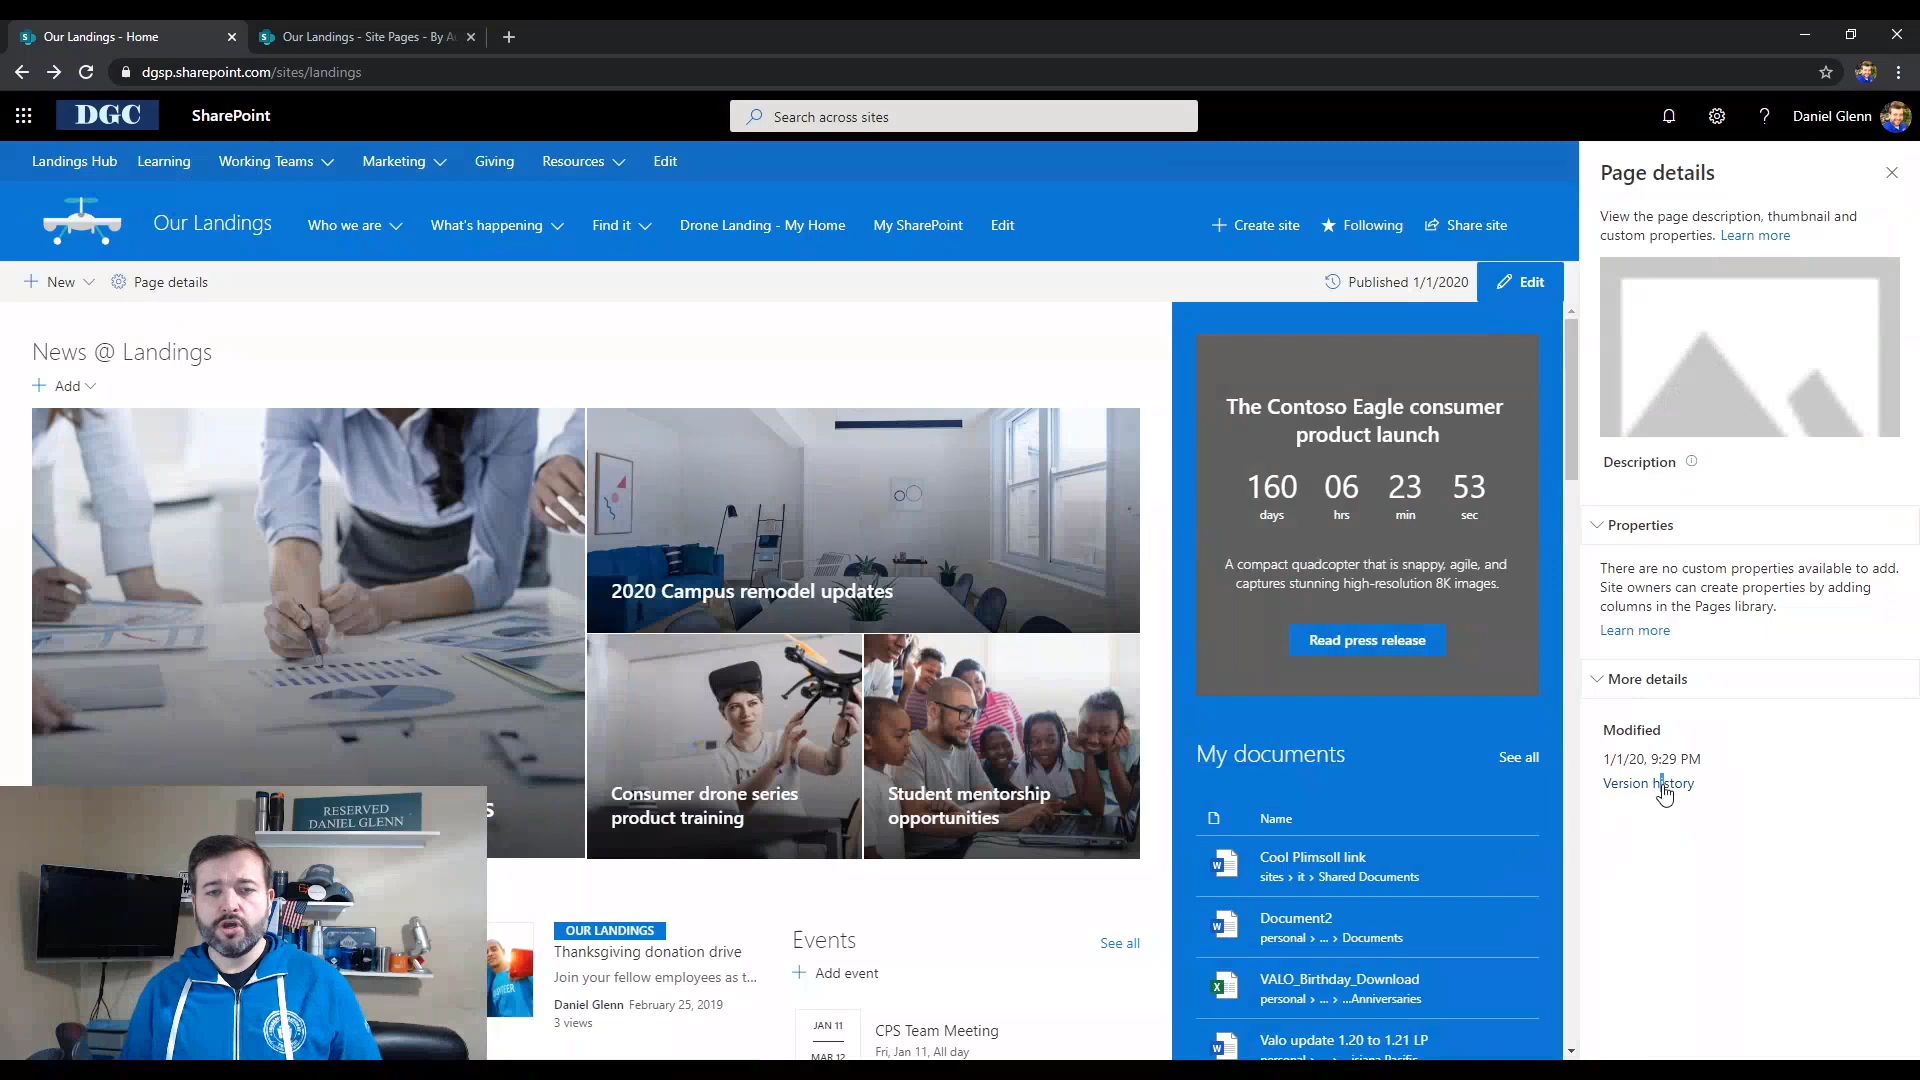 Our Landings - Home
Our Landings - Site Pages - By Au
dgsp.sharepoint.com/sites/landings
DGC
SharePoint
Search across sites
Daniel Glenn
Landings Hub
Learning
Working Teams
Marketing
Giving
Resources
Edit
Our Landings
Who we are
What's happening
Find it
Drone Landing - My Home
My SharePoint
Edit
Create site
Following
Share site
New
Page details
Published 1/1/2020
Edit
News @ Landings
Add
2020 Campus remodel updates
Consumer drone series
product training
Student mentorship
opportunities
s
RESERVED
DANIEL GLENN
OUR LANDINGS
Thanksgiving donation drive
Join your fellow employees as t...
Daniel Glenn February 25, 2019
3 views
Events
See all
Add event
JAN 11
MAR 12
CPS Team Meeting
Fri, Jan 11, All day
The Contoso Eagle consumer
product launch
160 06 23 53
days hrs min sec
A compact quadcopter that is snappy, agile, and
captures stunning high-resolution 8K images.
Read press release
My documents
See all
Name
Cool Plimsoll link
sites › it › Shared Documents
Document2
personal › ... › Documents
VALO_Birthday_Download
personal › ... › ...Anniversaries
Valo update 1.20 to 1.21 LP
personal › ... › ...isiana Pacific
Page details
View the page description, thumbnail and
custom properties. Learn more
Description
Properties
There are no custom properties available to add.
Site owners can create properties by adding
columns in the Pages library.
Learn more
More details
Modified
1/1/20, 9:29 PM
Version history